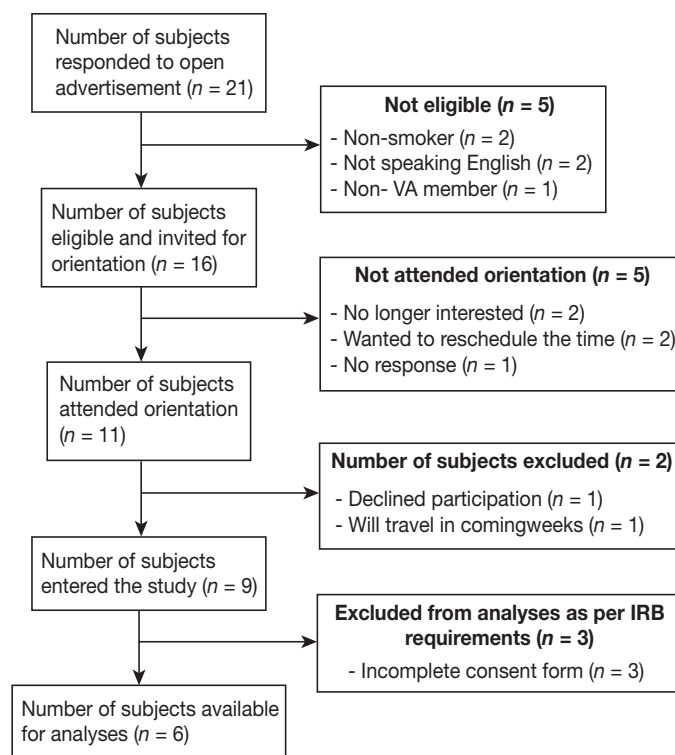 Number of subjects
responded to open
advertisement (n = 21)
Not eligible (n = 5)
- Non-smoker (n = 2)
- Not speaking English (n = 2)
- Non- VA member (n = 1)
Number of subjects
eligible and invited for
orientation (n = 16)
Not attended orientation (n = 5)
- No longer interested (n = 2)
- Wanted to reschedule the time (n = 2)
- No response (n = 1)
Number of subjects
attended orientation
(n = 11)
Number of subjects excluded (n = 2)
- Declined participation (n = 1)
- Will travel in comingweeks (n = 1)
Number of subjects
entered the study (n = 9)
Excluded from analyses as per IRB
requirements (n = 3)
- Incomplete consent form (n = 3)
Number of subjects available
for analyses (n = 6)